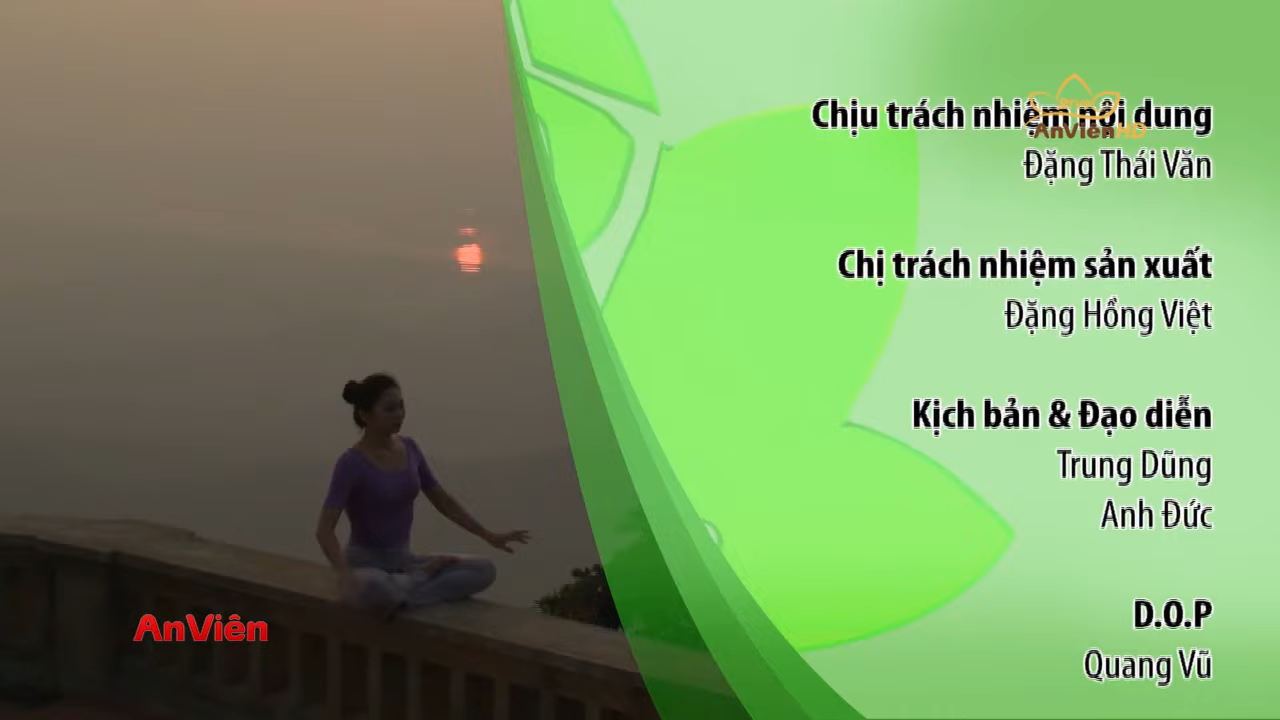 Chịu trách nhiệm nội dung
AnViênHD
Đặng Thái Văn
Chị trách nhiệm sản xuất
Đặng Hồng Việt
Kịch bản & Đạo diễn
Trung Dũng
Anh Đức
D.O.P
Quang Vũ
AnViên